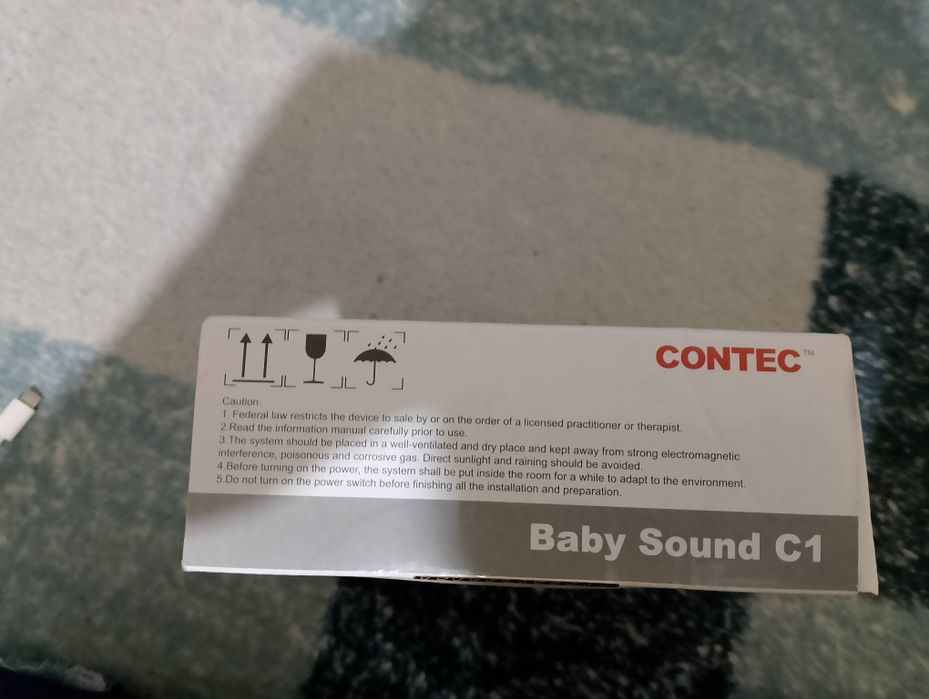 CONTEC™
Caution:
1. Federal law restricts the device to sale by or on the order of a licensed practitioner or therapist.
2.Read the information manual carefully prior to use.
3.The system should be placed in a well-ventilated and dry place and kept away from strong electromagnetic
interference, poisonous and corrosive gas. Direct sunlight and raining should be avoided.
4.Before turning on the power, the system shall be put inside the room for a while to adapt to the environment.
5.Do not turn on the power switch before finishing all the installation and preparation.
Baby Sound C1